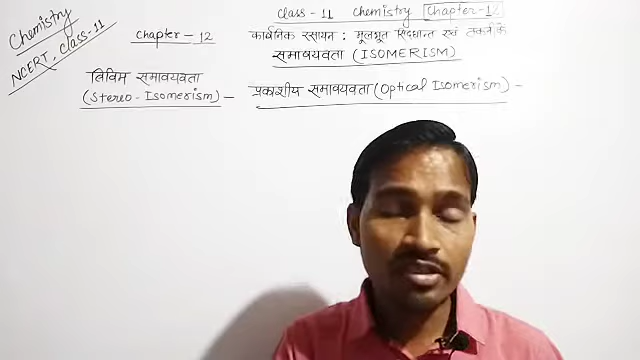 Class-11 Chemistry Chapter-12
Chemistry
NCERT, class-11
Chapter-12 कार्बनिक रसायन : मूलभूत सिद्धान्त एवं तकनीकें
समावयवता (ISOMERISM)
त्रिविम समावयवता
(Stereo-Isomerism) - प्रकाशीय समावयवता (Optical Isomerism) -